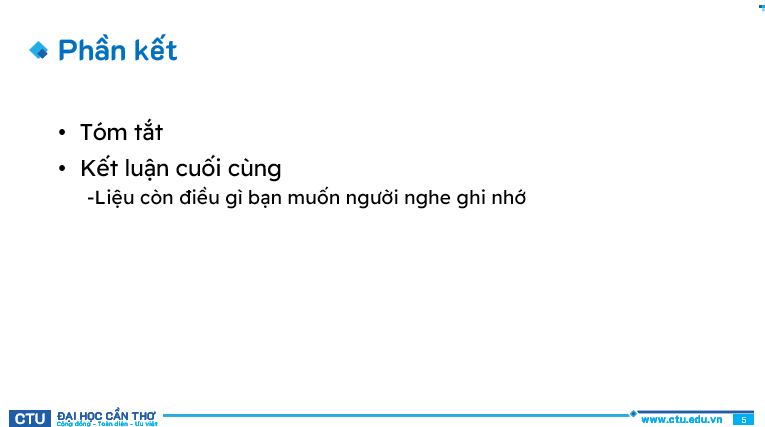 Phần kết
• Tóm tắt
• Kết luận cuối cùng
-Liệu còn điều gì bạn muốn người nghe ghi nhớ
CTU
ĐẠI HỌC CẦN THƠ
Cộng đồng – Toàn diện – Ưu việt
www.ctu.edu.vn
5